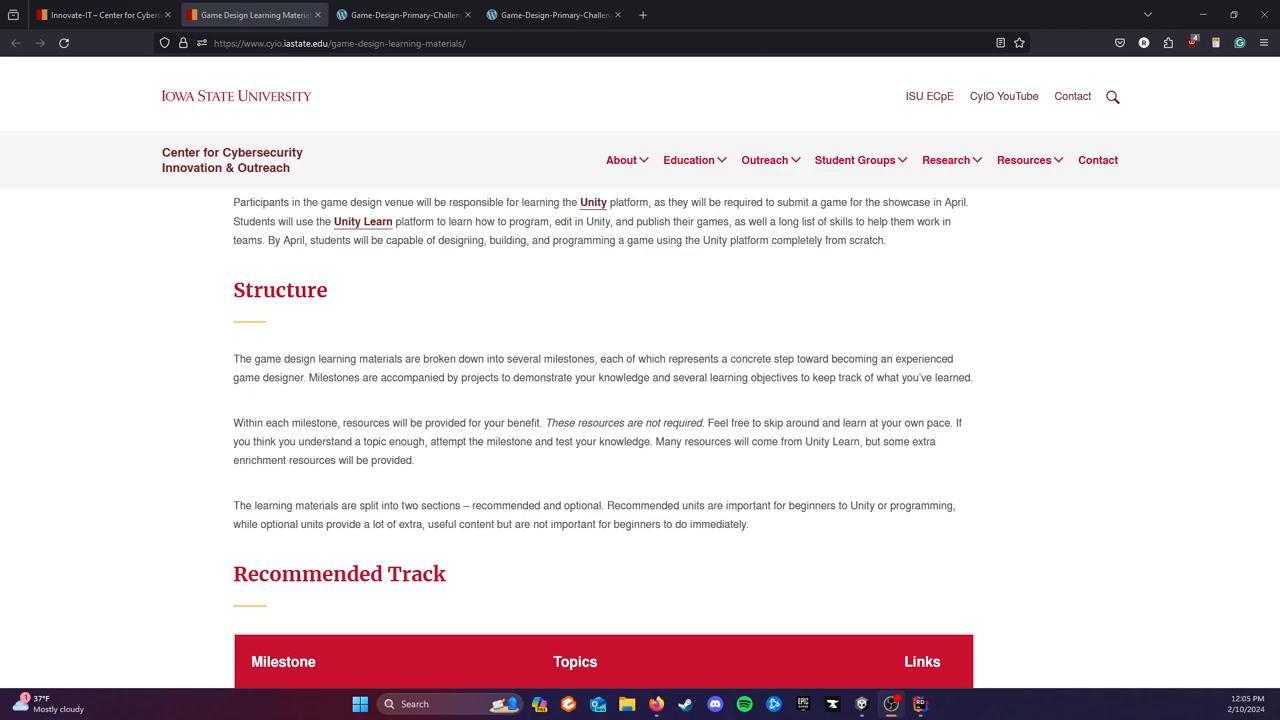 Innovate-IT – Center for Cybers
Game Design Learning Material
Game-Design-Primary-Challeng
Game-Design-Primary-Challeng
https://www.cyio.iastate.edu/game-design-learning-materials/
4
IOWA STATE UNIVERSITY
ISU ECpE
CyIO YouTube
Contact
Center for Cybersecurity
Innovation & Outreach
About
Education
Outreach
Student Groups
Research
Resources
Contact
Participants in the game design venue will be responsible for learning the Unity platform, as they will be required to submit a game for the showcase in April.
Students will use the Unity Learn platform to learn how to program, edit in Unity, and publish their games, as well a long list of skills to help them work in
teams. By April, students will be capable of designing, building, and programming a game using the Unity platform completely from scratch.
Structure
The game design learning materials are broken down into several milestones, each of which represents a concrete step toward becoming an experienced
game designer. Milestones are accompanied by projects to demonstrate your knowledge and several learning objectives to keep track of what you've learned.
Within each milestone, resources will be provided for your benefit. These resources are not required. Feel free to skip around and learn at your own pace. If
you think you understand a topic enough, attempt the milestone and test your knowledge. Many resources will come from Unity Learn, but some extra
enrichment resources will be provided.
The learning materials are split into two sections – recommended and optional. Recommended units are important for beginners to Unity or programming,
while optional units provide a lot of extra, useful content but are not important for beginners to do immediately.
Recommended Track
Milestone
Topics
Links
1
37°F
Mostly cloudy
Search
EPIC
RD
12:05 PM
2/10/2024